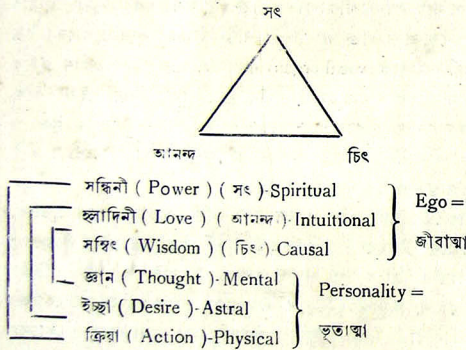 সৎ
আনন্দ চিৎ
সন্ধিনী ( Power ) ( সৎ )-Spiritual
হ্লাদিনী ( Love ) ( আনন্দ )-Intuitional
সম্বিৎ ( Wisdom ) ( চিৎ )-Causal
Ego =
জীবাত্মা
জ্ঞান ( Thought )-Mental
ইচ্ছা ( Desire )-Astral
ক্রিয়া ( Action )-Physical
Personality =
ভূতাত্মা